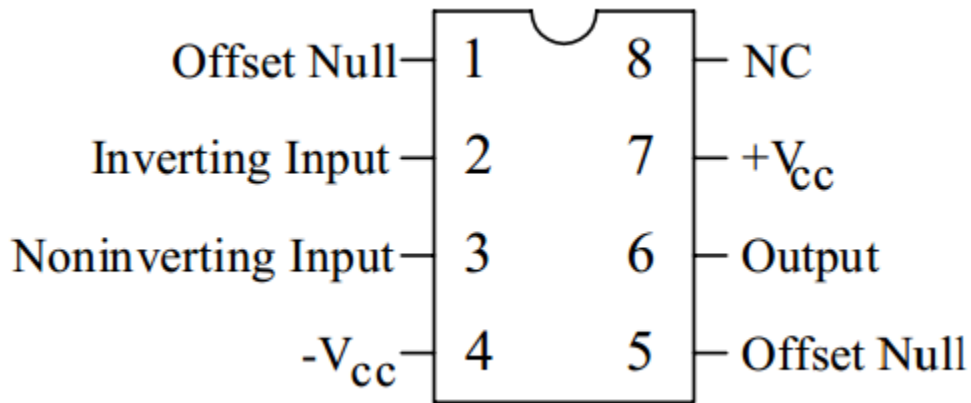 Offset Null 1 8 NC
Inverting Input 2 7 +Vcc
Noninverting Input 3 6 Output
-Vcc 4 5 Offset Null